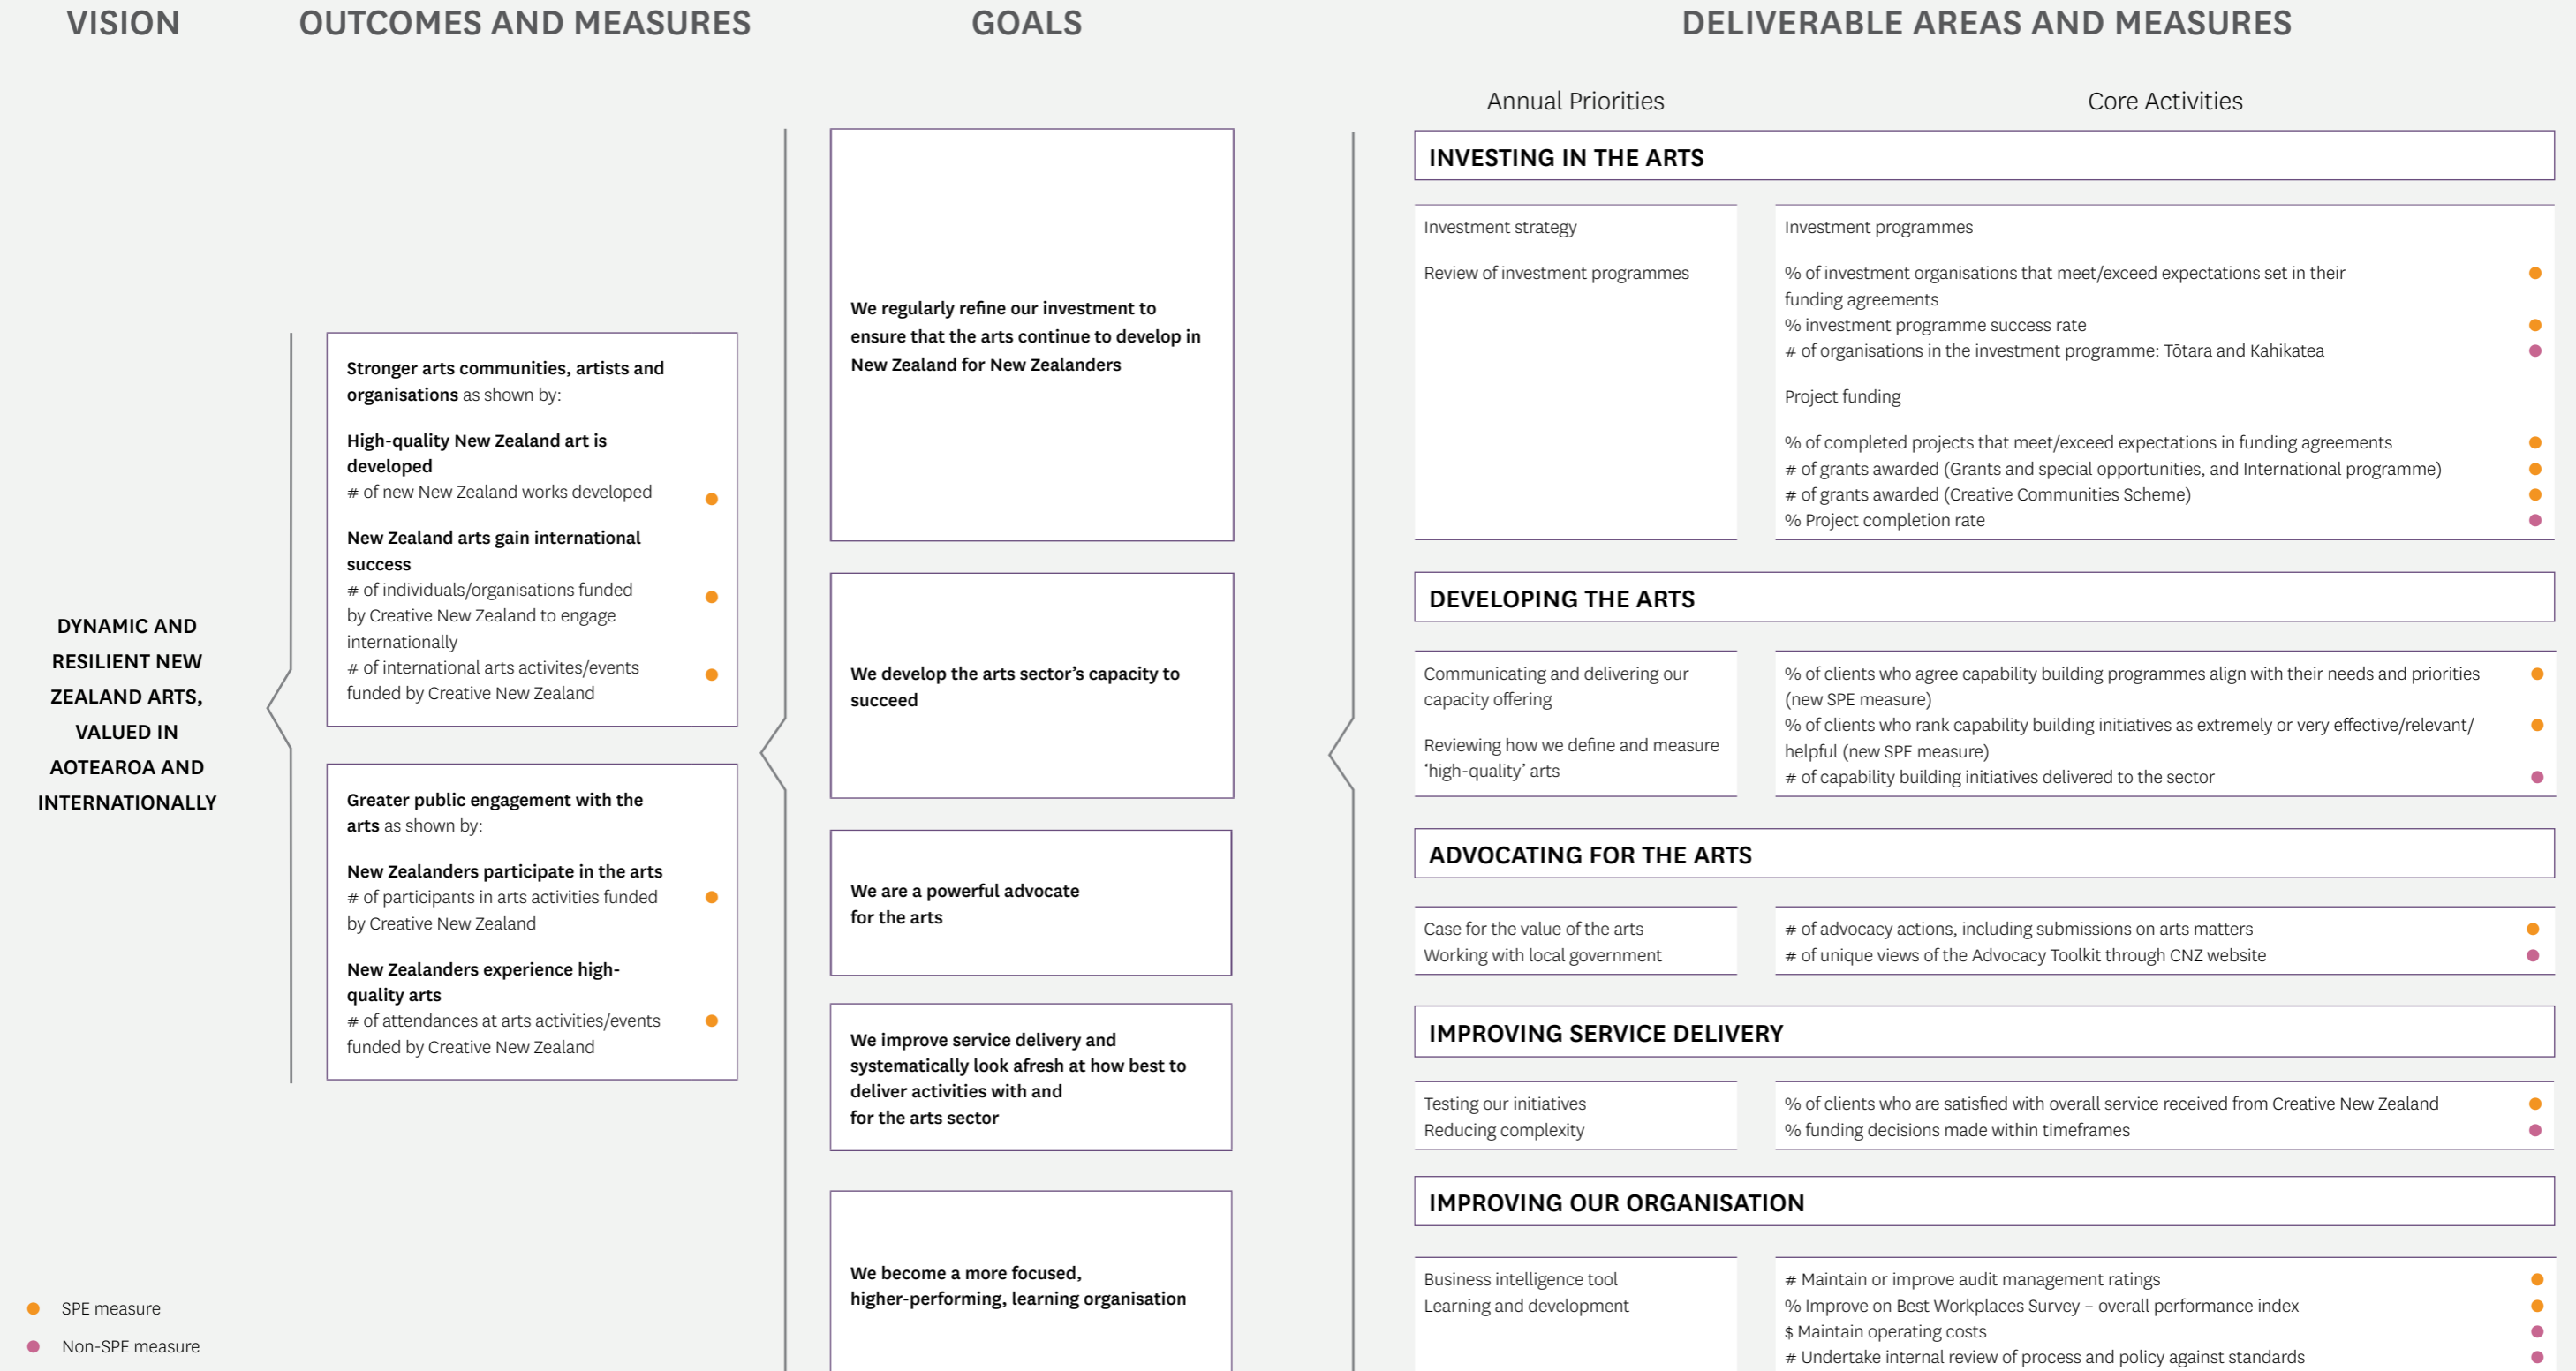 VISION
OUTCOMES AND MEASURES
GOALS
DELIVERABLE AREAS AND MEASURES
DYNAMIC AND
RESILIENT NEW
ZEALAND ARTS,
VALUED IN
AOTEAROA AND
INTERNATIONALLY
SPE measure
Non-SPE measure
Stronger arts communities, artists and
organisations as shown by:
High-quality New Zealand art is
developed
# of new New Zealand works developed
New Zealand arts gain international
success
# of individuals/organisations funded
by Creative New Zealand to engage
internationally
# of international arts activites/events
funded by Creative New Zealand
Greater public engagement with the
arts as shown by:
New Zealanders participate in the arts
# of participants in arts activities funded
by Creative New Zealand
New Zealanders experience high-
quality arts
# of attendances at arts activities/events
funded by Creative New Zealand
We regularly refine our investment to
ensure that the arts continue to develop in
New Zealand for New Zealanders
We develop the arts sector’s capacity to
succeed
We are a powerful advocate
for the arts
We improve service delivery and
systematically look afresh at how best to
deliver activities with and
for the arts sector
We become a more focused,
higher-performing, learning organisation
Annual Priorities
Core Activities
INVESTING IN THE ARTS
Investment strategy
Review of investment programmes
Investment programmes
% of investment organisations that meet/exceed expectations set in their
funding agreements
% investment programme success rate
# of organisations in the investment programme: Tōtara and Kahikatea
Project funding
% of completed projects that meet/exceed expectations in funding agreements
# of grants awarded (Grants and special opportunities, and International programme)
# of grants awarded (Creative Communities Scheme)
% Project completion rate
DEVELOPING THE ARTS
Communicating and delivering our
capacity offering
Reviewing how we define and measure
‘high-quality’ arts
% of clients who agree capability building programmes align with their needs and priorities
(new SPE measure)
% of clients who rank capability building initiatives as extremely or very effective/relevant/
helpful (new SPE measure)
# of capability building initiatives delivered to the sector
ADVOCATING FOR THE ARTS
Case for the value of the arts
Working with local government
# of advocacy actions, including submissions on arts matters
# of unique views of the Advocacy Toolkit through CNZ website
IMPROVING SERVICE DELIVERY
Testing our initiatives
Reducing complexity
% of clients who are satisfied with overall service received from Creative New Zealand
% funding decisions made within timeframes
IMPROVING OUR ORGANISATION
Business intelligence tool
Learning and development
# Maintain or improve audit management ratings
% Improve on Best Workplaces Survey – overall performance index
$ Maintain operating costs
# Undertake internal review of process and policy against standards